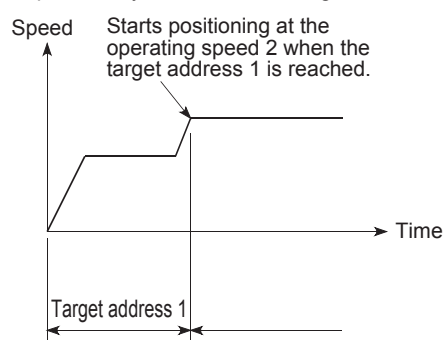 Speed
Starts positioning at the
operating speed 2 when the
target address 1 is reached.
Time
Target address 1